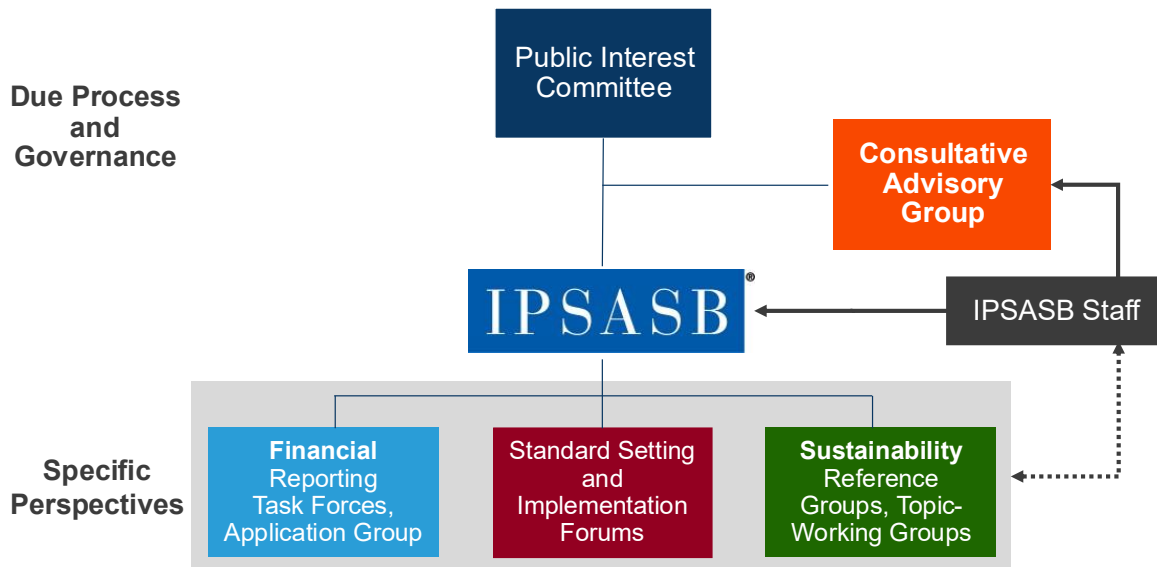 Public Interest
Committee
Due Process
and
Governance
Consultative
Advisory
Group
IPSASB®
IPSASB Staff
Financial
Reporting
Task Forces,
Application Group
Standard Setting
and
Implementation
Forums
Sustainability
Reference
Groups, Topic-
Working Groups
Specific
Perspectives